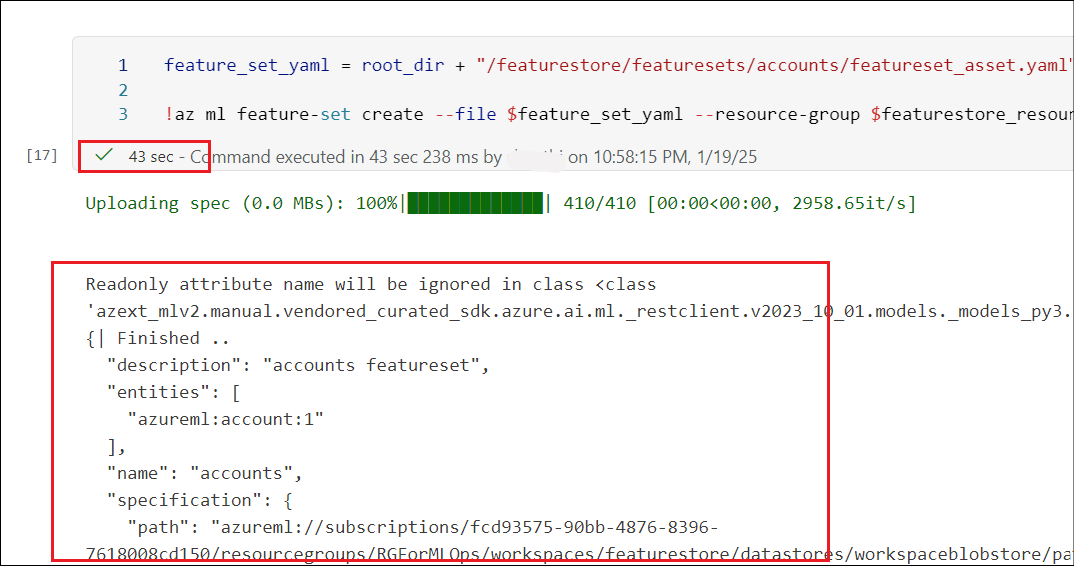 1 feature_set_yaml = root_dir + "/featurestore/featuresets/accounts/featureset_asset.yaml"
2
3 !az ml feature-set create --file $feature_set_yaml --resource-group $featurestore_resour
[17] 43 sec - Command executed in 43 sec 238 ms by on 10:58:15 PM, 1/19/25
Uploading spec (0.0 MBs): 100%|█████████████| 410/410 [00:00<00:00, 2958.65it/s]
Readonly attribute name will be ignored in class <class
'azext_mlv2.manual.vendored_curated_sdk.azure.ai.ml._restclient.v2023_10_01.models._models_py3.
{| Finished ..
"description": "accounts featureset",
"entities": [
"azureml:account:1"
],
"name": "accounts",
"specification": {
"path": "azureml://subscriptions/fcd93575-90bb-4876-8396-
7618008cd150/resourcegroups/RGForMLOps/workspaces/featurestore/datastores/workspaceblobstore/pa